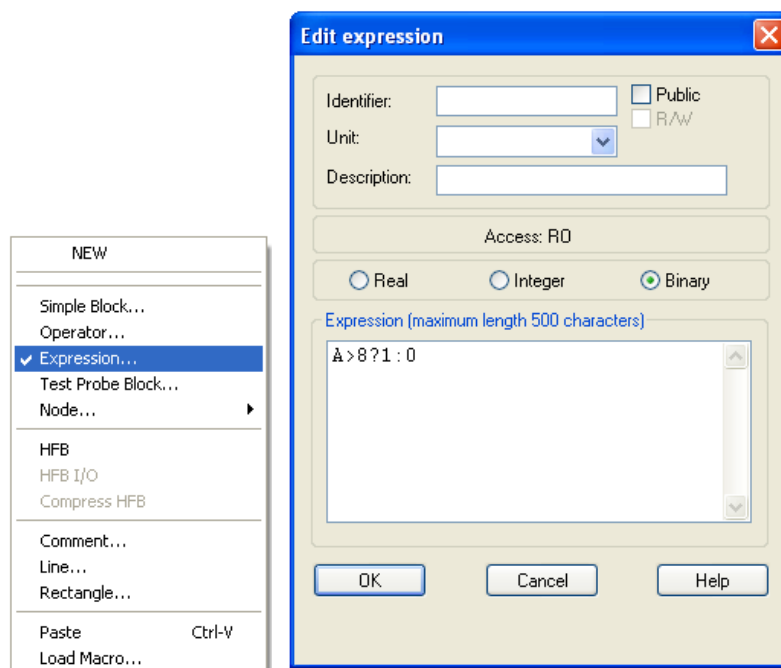 NEW
Simple Block...
Operator...
Expression...
Test Probe Block...
Node...
HFB
HFB I/O
Compress HFB
Comment...
Line...
Rectangle...
Paste Ctrl-V
Load Macro...
Edit expression
Identifier:
Public
R/W
Unit:
Description:
Access: RO
Real Integer Binary
Expression (maximum length 500 characters)
A>8?1:0
OK Cancel Help